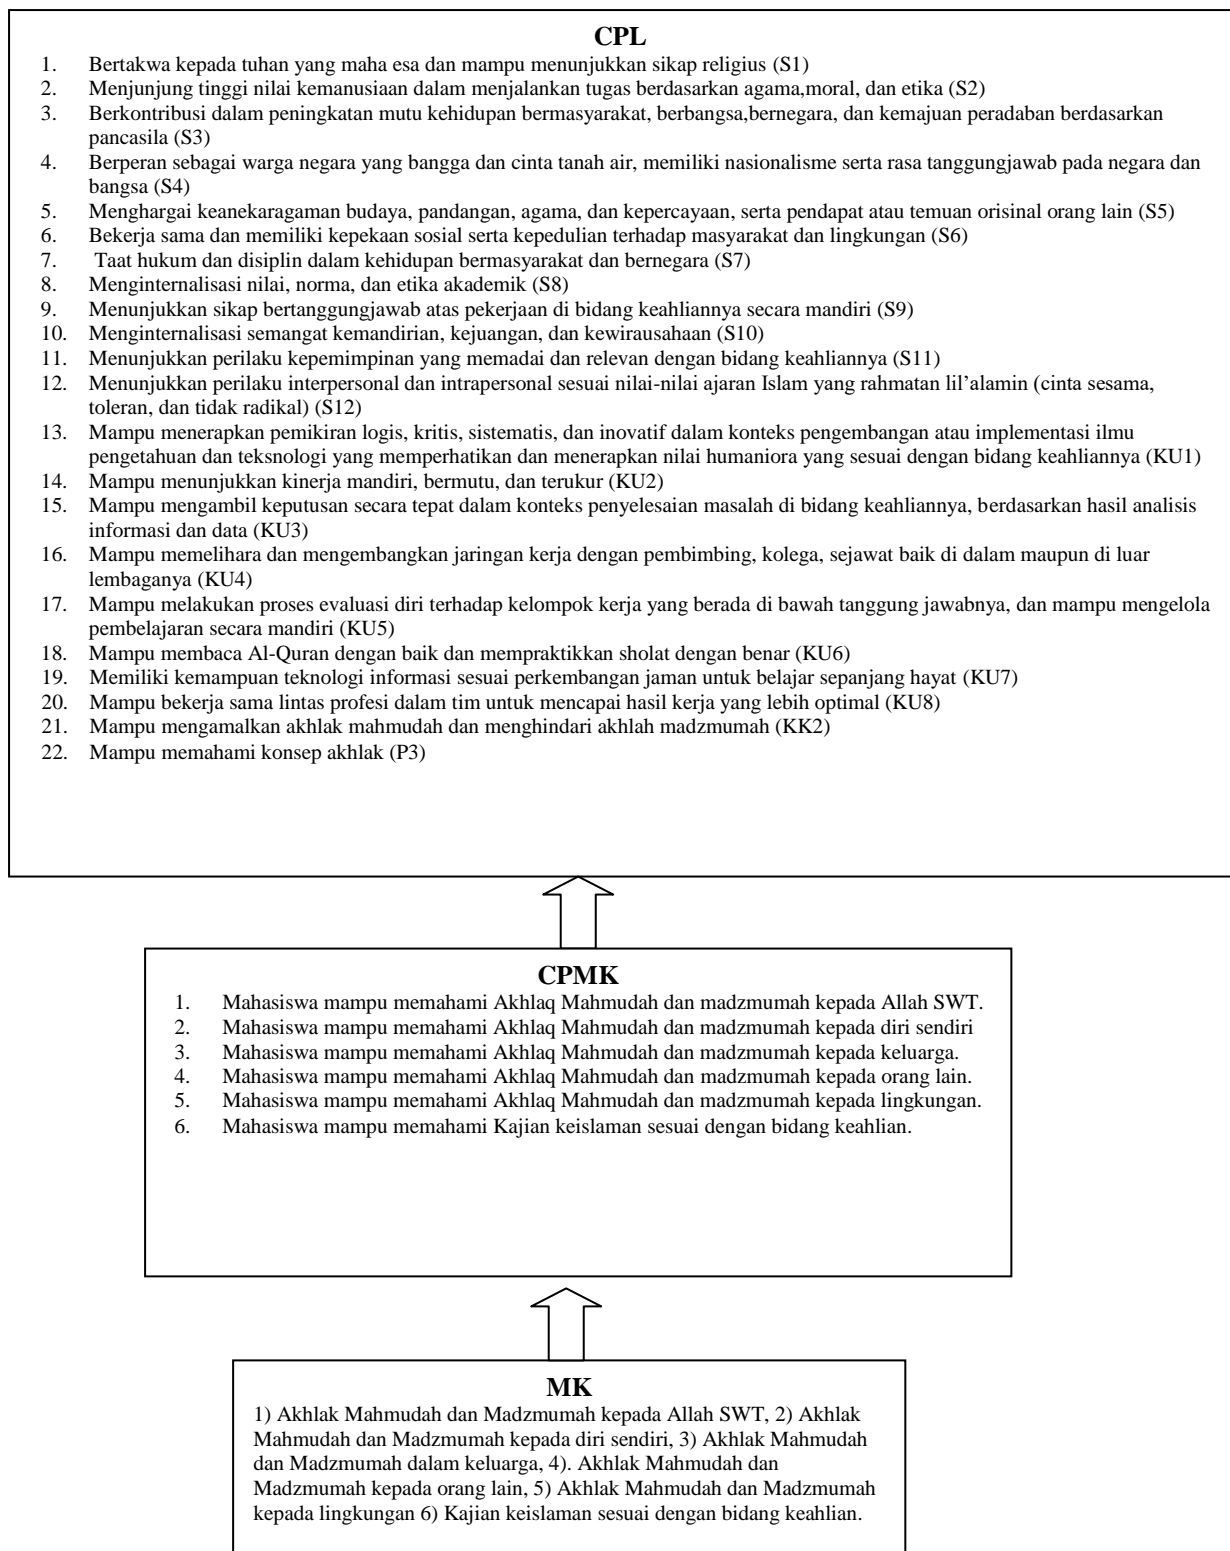 CPL
1. Bertakwa kepada tuhan yang maha esa dan mampu menunjukkan sikap religius (S1)
2. Menjunjung tinggi nilai kemanusiaan dalam menjalankan tugas berdasarkan agama,moral, dan etika (S2)
3. Berkontribusi dalam peningkatan mutu kehidupan bermasyarakat, berbangsa,bernegara, dan kemajuan peradaban berdasarkan
pancasila (S3)
4. Berperan sebagai warga negara yang bangga dan cinta tanah air, memiliki nasionalisme serta rasa tanggungjawab pada negara dan
bangsa (S4)
5. Menghargai keanekaragaman budaya, pandangan, agama, dan kepercayaan, serta pendapat atau temuan orisinal orang lain (S5)
6. Bekerja sama dan memiliki kepekaan sosial serta kepedulian terhadap masyarakat dan lingkungan (S6)
7. Taat hukum dan disiplin dalam kehidupan bermasyarakat dan bernegara (S7)
8. Menginternalisasi nilai, norma, dan etika akademik (S8)
9. Menunjukkan sikap bertanggungjawab atas pekerjaan di bidang keahliannya secara mandiri (S9)
10. Menginternalisasi semangat kemandirian, kejuangan, dan kewirausahaan (S10)
11. Menunjukkan perilaku kepemimpinan yang memadai dan relevan dengan bidang keahliannya (S11)
12. Menunjukkan perilaku interpersonal dan intrapersonal sesuai nilai-nilai ajaran Islam yang rahmatan lil’alamin (cinta sesama,
toleran, dan tidak radikal) (S12)
13. Mampu menerapkan pemikiran logis, kritis, sistematis, dan inovatif dalam konteks pengembangan atau implementasi ilmu
pengetahuan dan teksnologi yang memperhatikan dan menerapkan nilai humaniora yang sesuai dengan bidang keahliannya (KU1)
14. Mampu menunjukkan kinerja mandiri, bermutu, dan terukur (KU2)
15. Mampu mengambil keputusan secara tepat dalam konteks penyelesaian masalah di bidang keahliannya, berdasarkan hasil analisis
informasi dan data (KU3)
16. Mampu memelihara dan mengembangkan jaringan kerja dengan pembimbing, kolega, sejawat baik di dalam maupun di luar
lembaganya (KU4)
17. Mampu melakukan proses evaluasi diri terhadap kelompok kerja yang berada di bawah tanggung jawabnya, dan mampu mengelola
pembelajaran secara mandiri (KU5)
18. Mampu membaca Al-Quran dengan baik dan mempraktikkan sholat dengan benar (KU6)
19. Memiliki kemampuan teknologi informasi sesuai perkembangan jaman untuk belajar sepanjang hayat (KU7)
20. Mampu bekerja sama lintas profesi dalam tim untuk mencapai hasil kerja yang lebih optimal (KU8)
21. Mampu mengamalkan akhlak mahmudah dan menghindari akhlah madzmumah (KK2)
22. Mampu memahami konsep akhlak (P3)
CPMK
1. Mahasiswa mampu memahami Akhlaq Mahmudah dan madzmumah kepada Allah SWT.
2. Mahasiswa mampu memahami Akhlaq Mahmudah dan madzmumah kepada diri sendiri
3. Mahasiswa mampu memahami Akhlaq Mahmudah dan madzmumah kepada keluarga.
4. Mahasiswa mampu memahami Akhlaq Mahmudah dan madzmumah kepada orang lain.
5. Mahasiswa mampu memahami Akhlaq Mahmudah dan madzmumah kepada lingkungan.
6. Mahasiswa mampu memahami Kajian keislaman sesuai dengan bidang keahlian.
MK
1) Akhlak Mahmudah dan Madzmumah kepada Allah SWT, 2) Akhlak
Mahmudah dan Madzmumah kepada diri sendiri, 3) Akhlak Mahmudah
dan Madzmumah dalam keluarga, 4). Akhlak Mahmudah dan
Madzmumah kepada orang lain, 5) Akhlak Mahmudah dan Madzmumah
kepada lingkungan 6) Kajian keislaman sesuai dengan bidang keahlian.